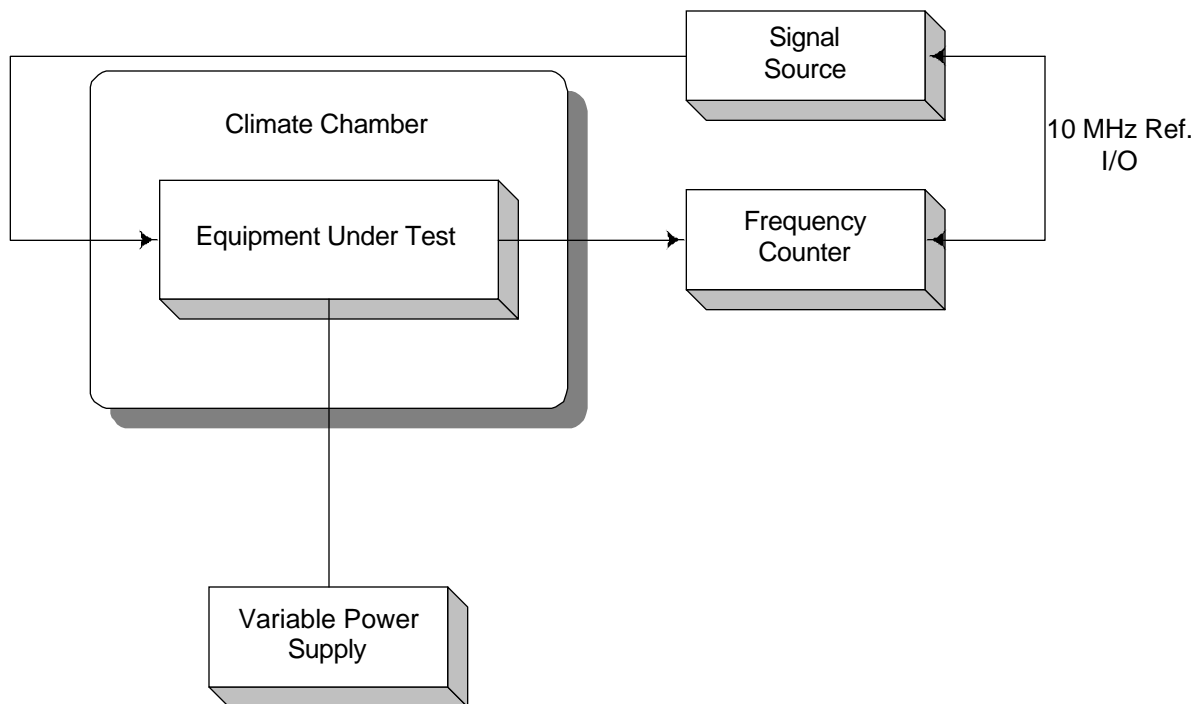 Signal
Source
Climate Chamber
10 MHz Ref.
I/O
Equipment Under Test
Frequency
Counter
Variable Power
Supply